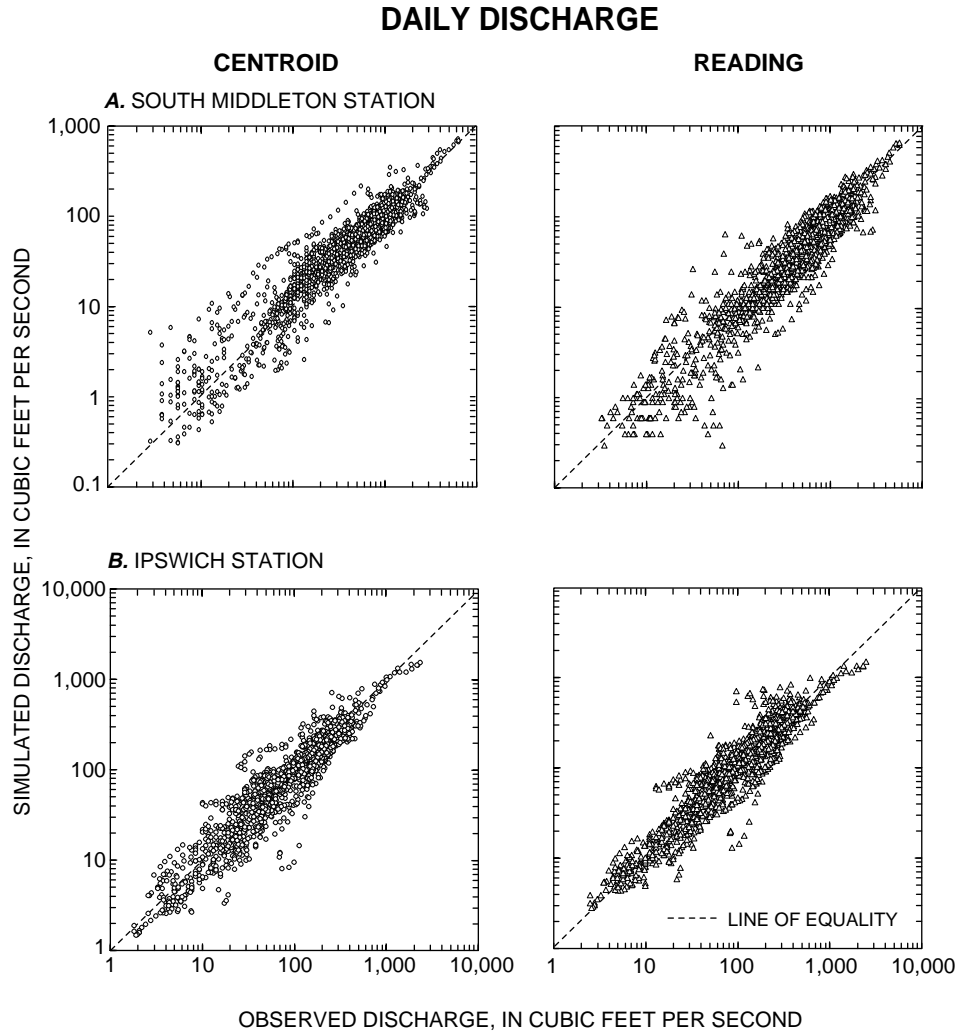 DAILY DISCHARGE
CENTROID
READING
A. SOUTH MIDDLETON STATION
1,000
100
10
1
0.1
SIMULATED DISCHARGE, IN CUBIC FEET PER SECOND
B. IPSWICH STATION
10,000
1,000
100
10
1
LINE OF EQUALITY
1 10 100 1,000 10,000 1 10 100 1,000 10,000
OBSERVED DISCHARGE, IN CUBIC FEET PER SECOND